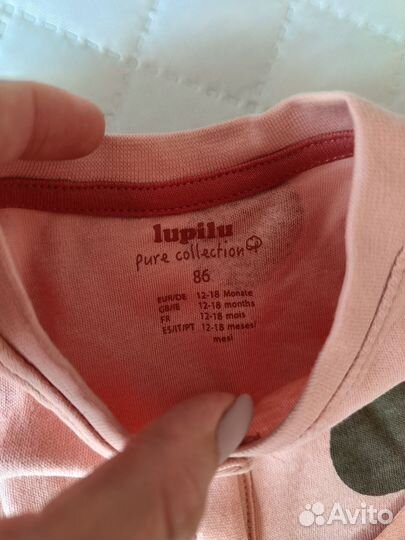 lupilu
pure collection
86
EUR/DE 12-18 Monate
GB/IE 12-18 months
FR 12-18 mois
ES/IT/PT 12-18 meses/
mesi
Avito